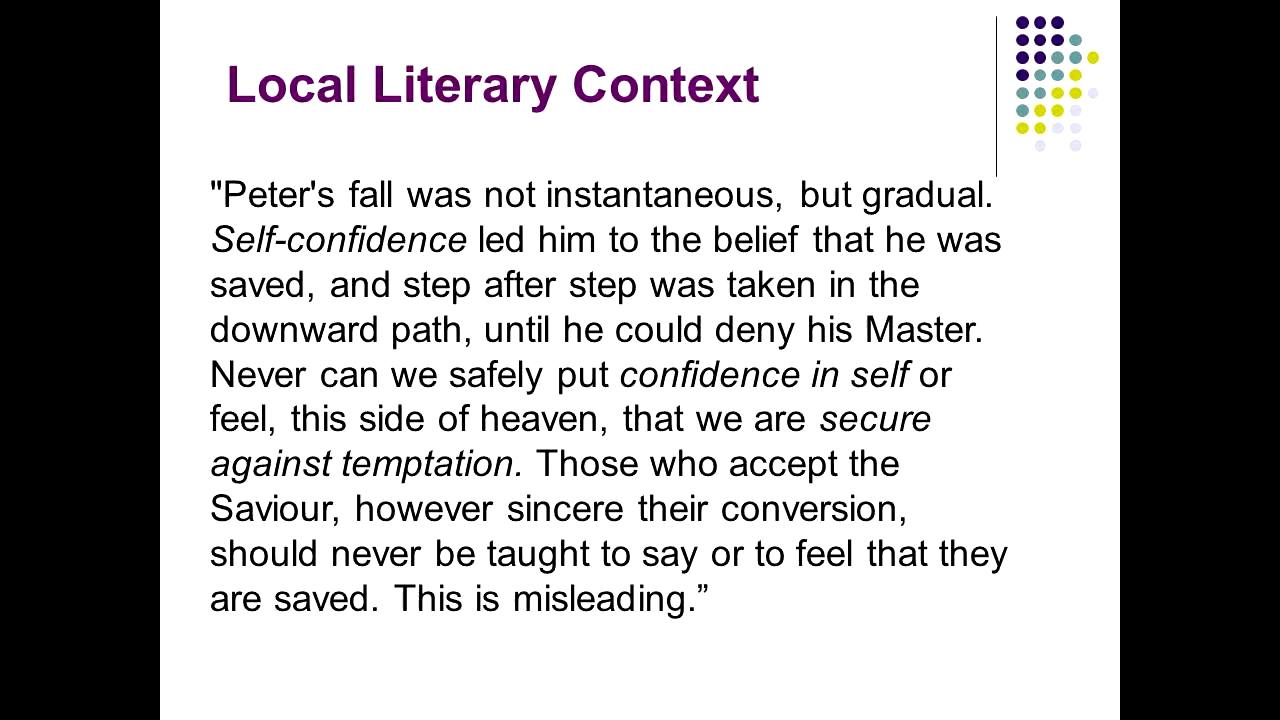 Local Literary Context
"Peter's fall was not instantaneous, but gradual.
Self-confidence led him to the belief that he was
saved, and step after step was taken in the
downward path, until he could deny his Master.
Never can we safely put confidence in self or
feel, this side of heaven, that we are secure
against temptation. Those who accept the
Saviour, however sincere their conversion,
should never be taught to say or to feel that they
are saved. This is misleading.”